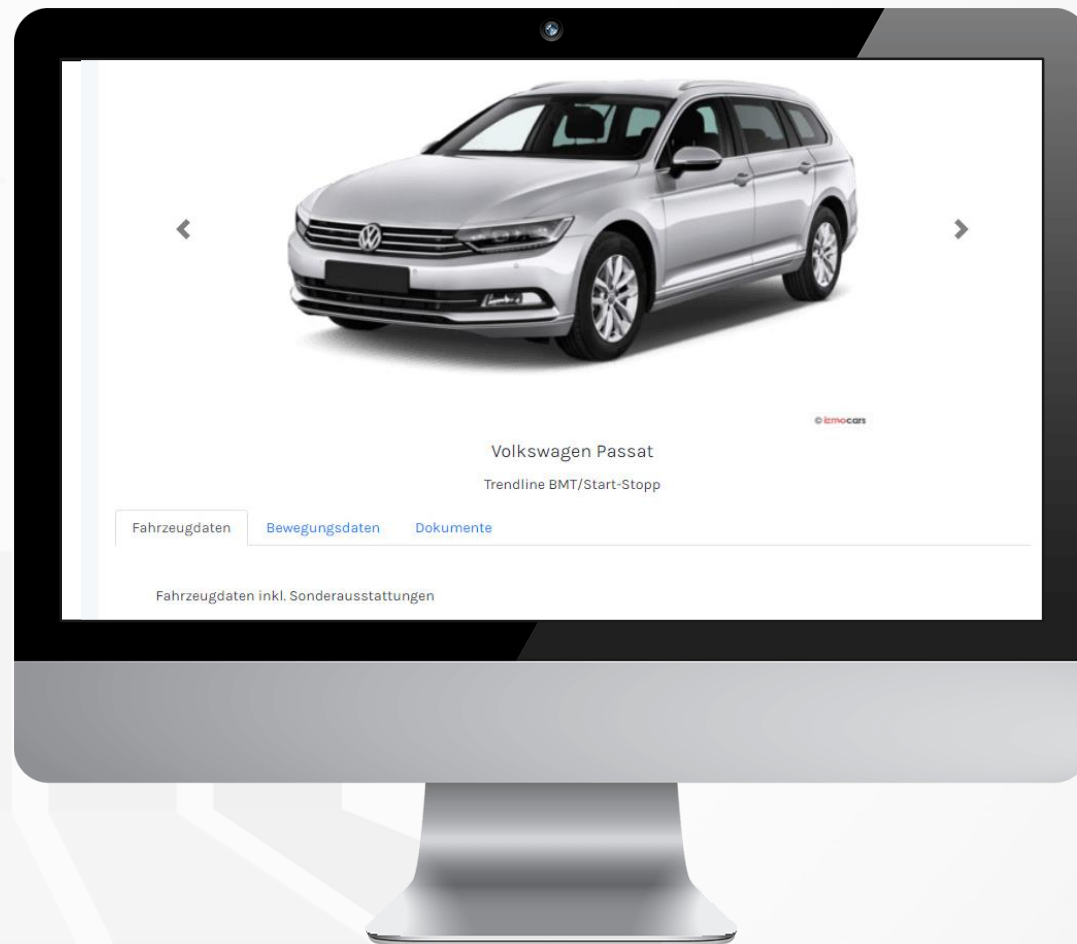 © izmocars
Volkswagen Passat
Trendline BMT/Start-Stopp
Fahrzeugdaten Bewegungsdaten Dokumente
Fahrzeugdaten inkl. Sonderausstattungen